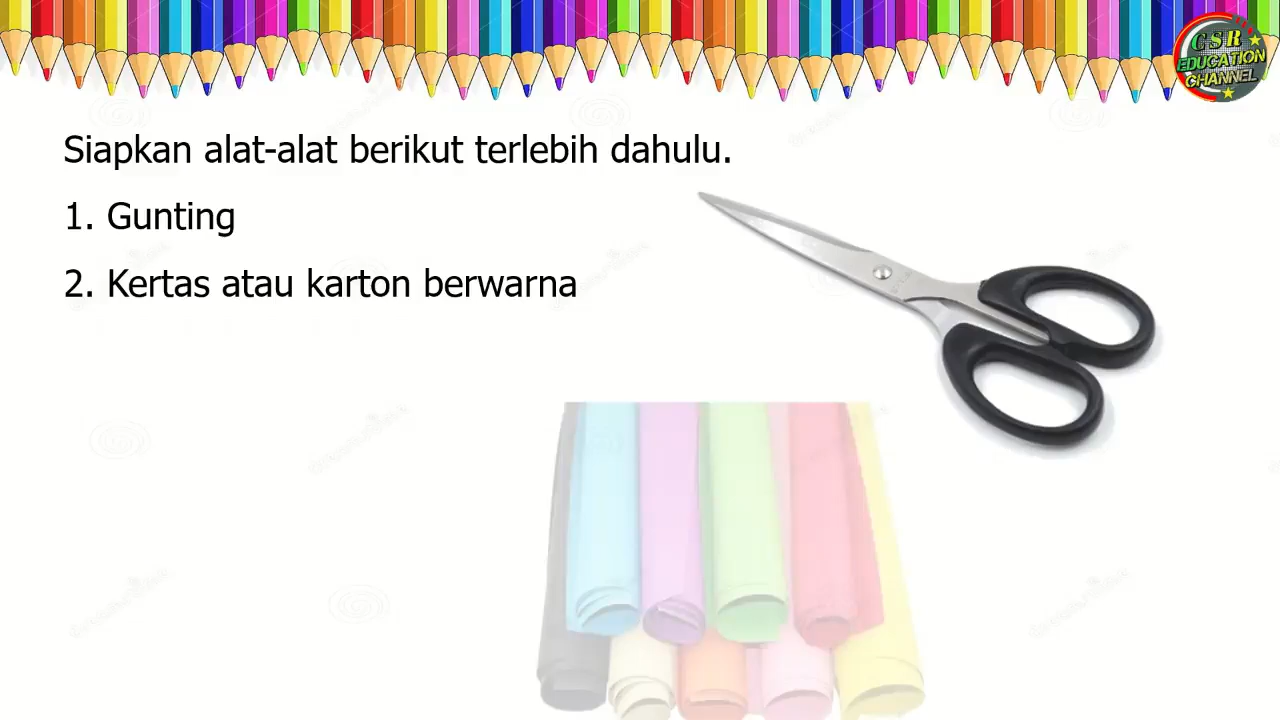 CSR
EDUCATION
CHANNEL
Siapkan alat-alat berikut terlebih dahulu.
1. Gunting
2. Kertas atau karton berwarna